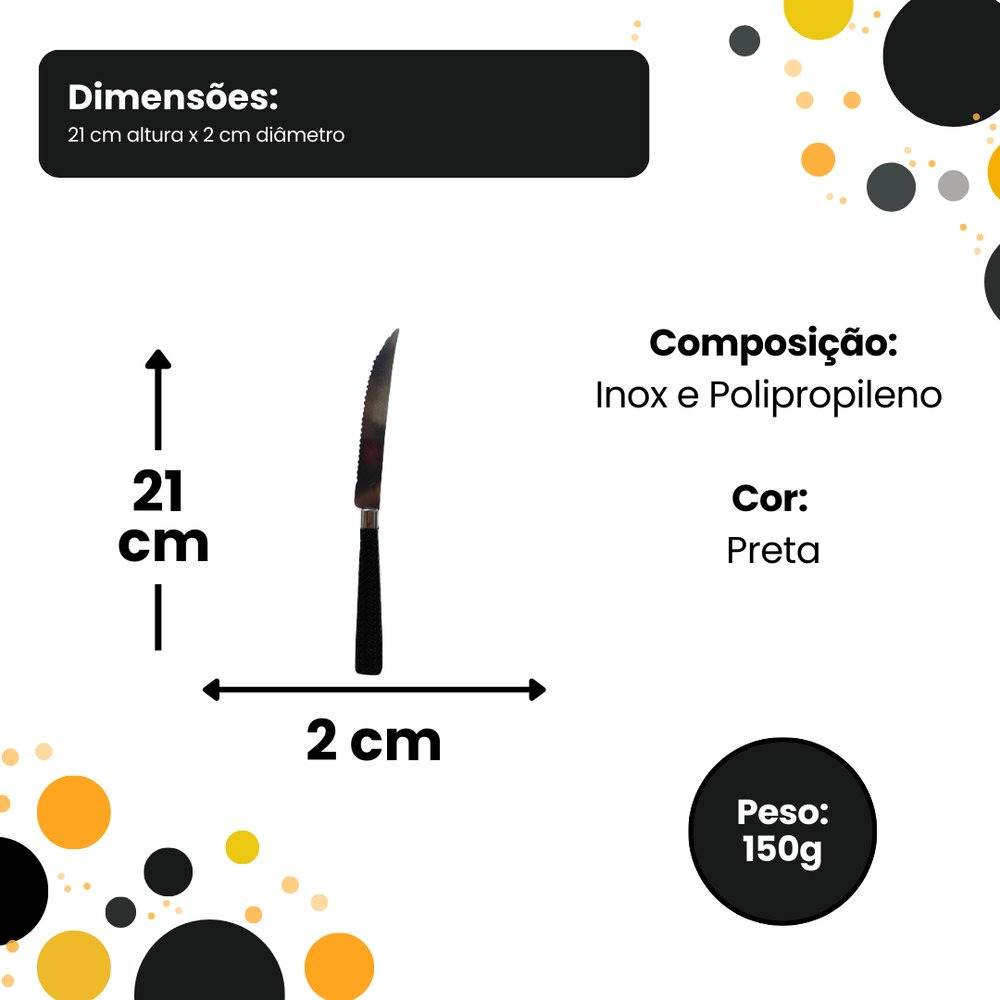 Dimensões:
21 cm altura x 2 cm diâmetro
Composição:
Inox e Polipropileno
21
cm
Cor:
Preta
2 cm
Peso:
150g